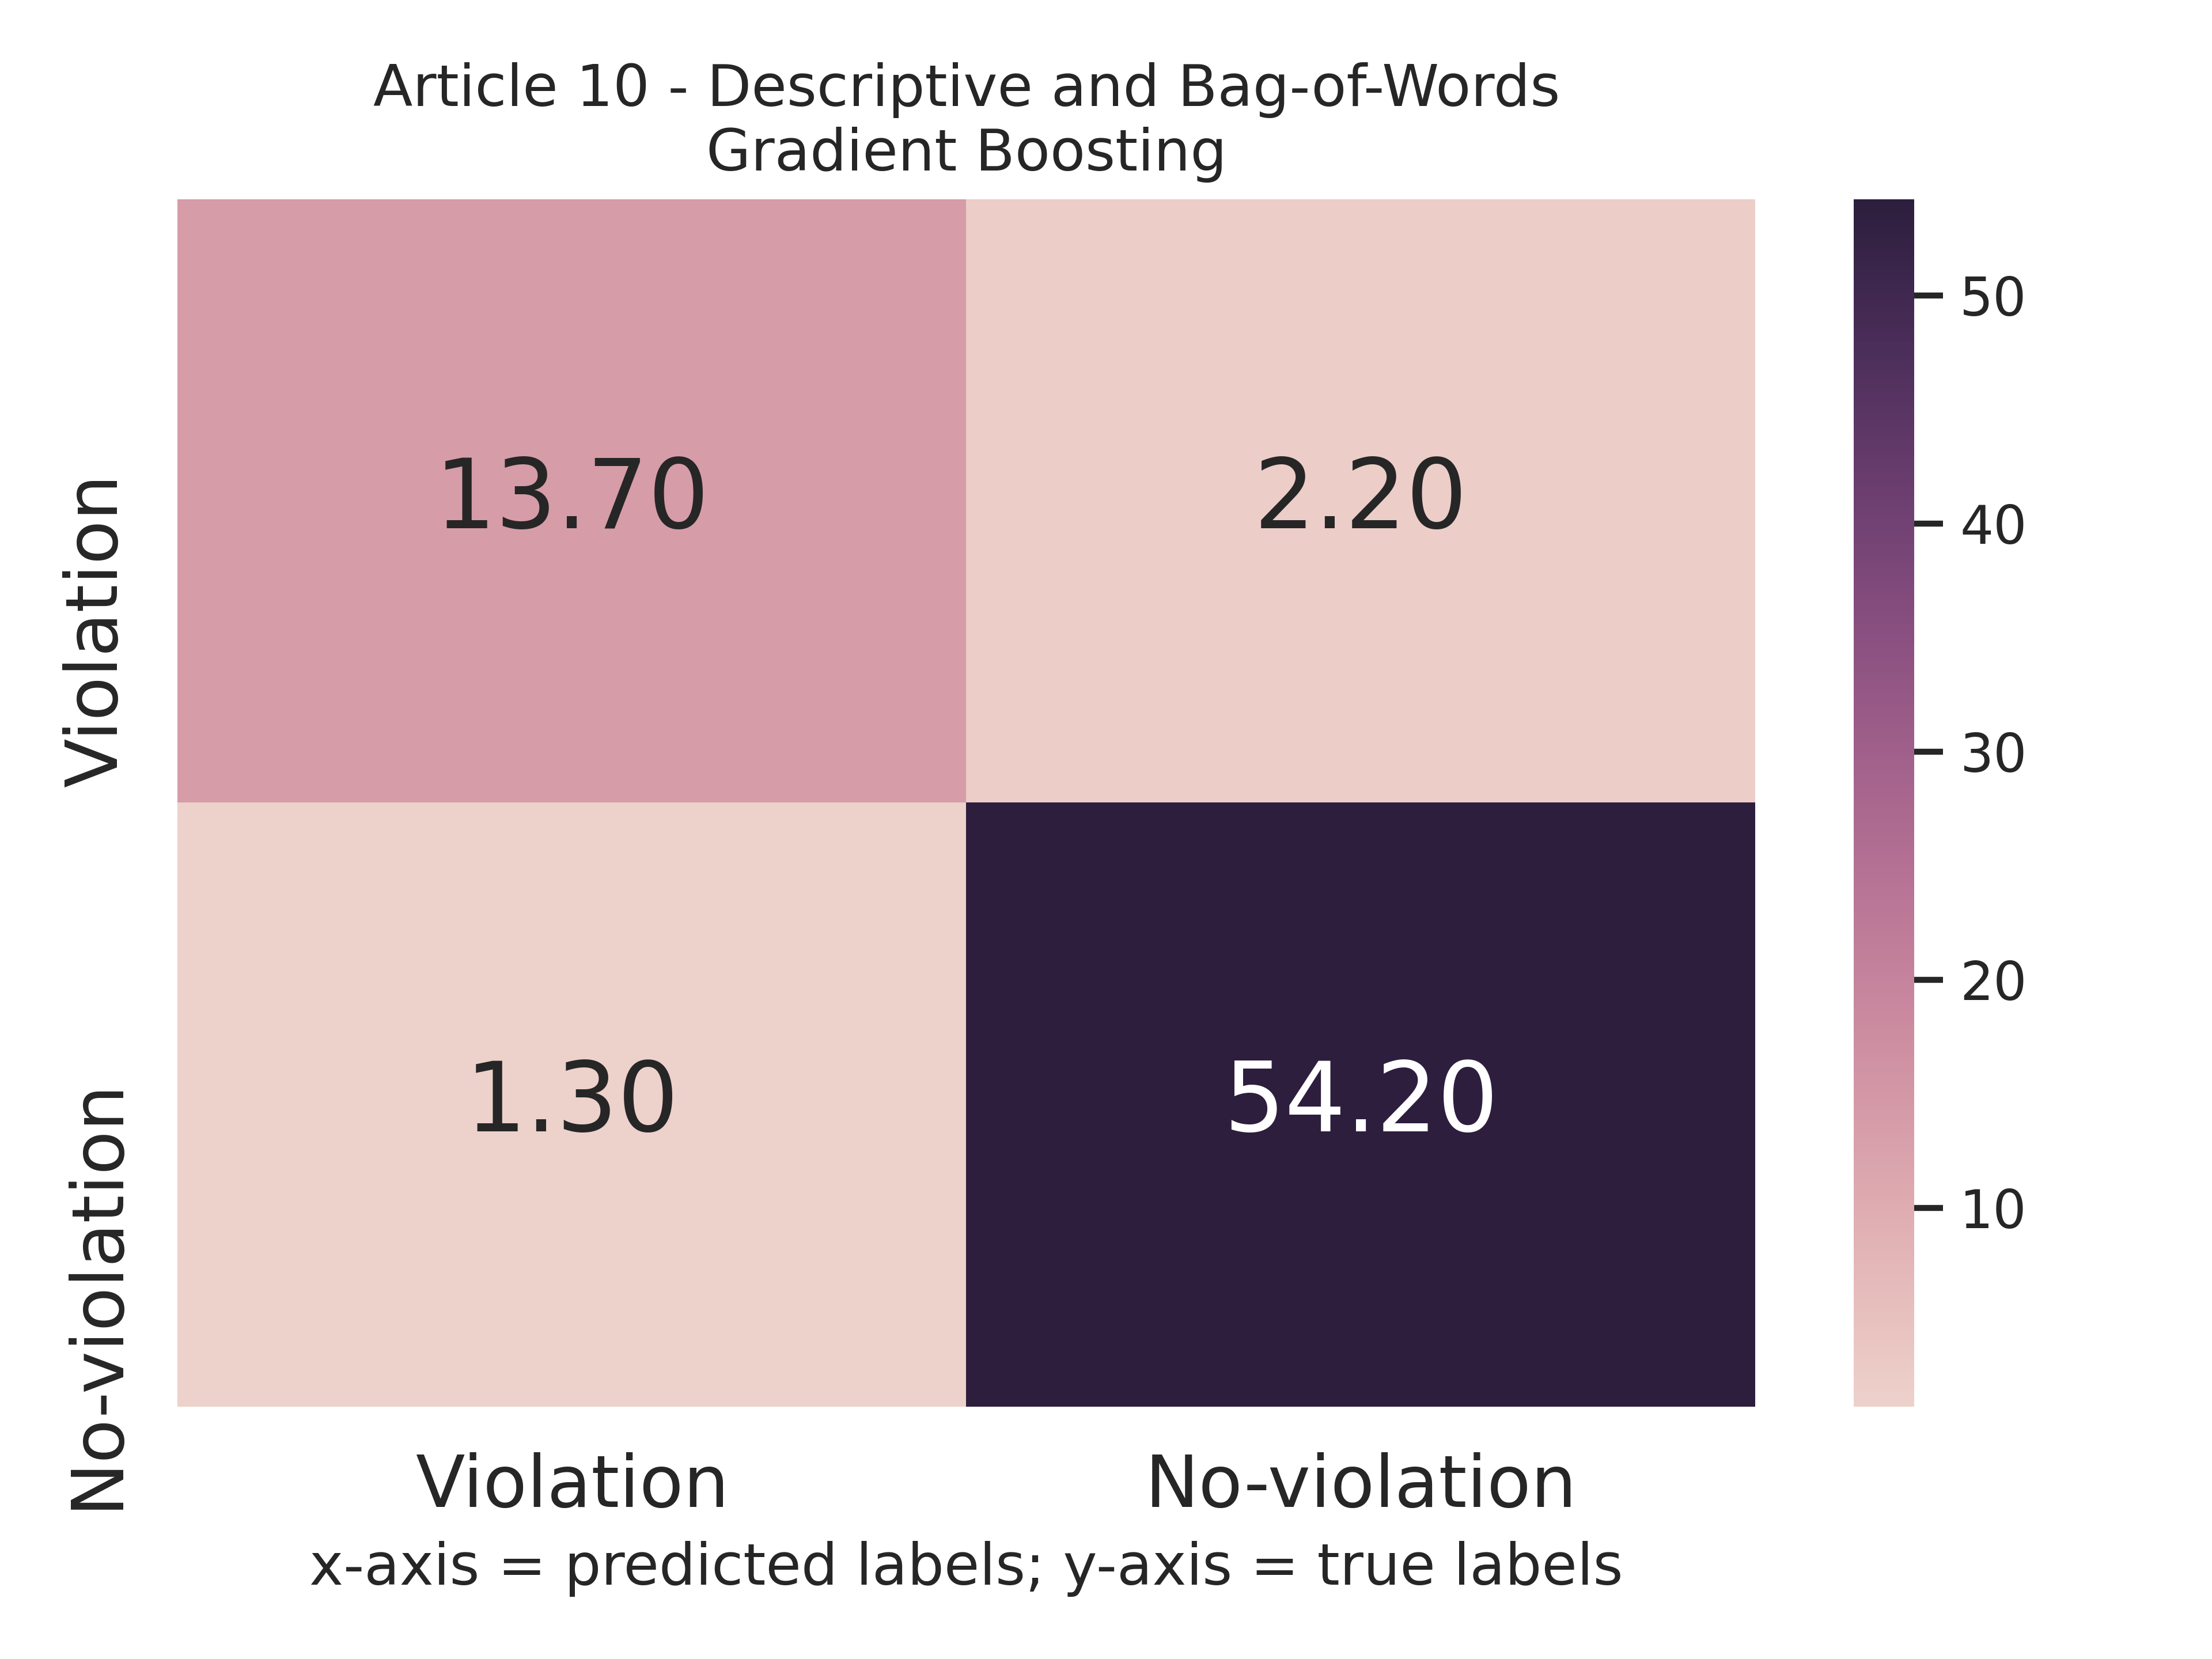 Article 10 - Descriptive and Bag-of-Words
Gradient Boosting
Violation
13.70
2.20
No-violation
1.30
54.20
Violation
No-violation
x-axis = predicted labels; y-axis = true labels
50
40
30
20
10